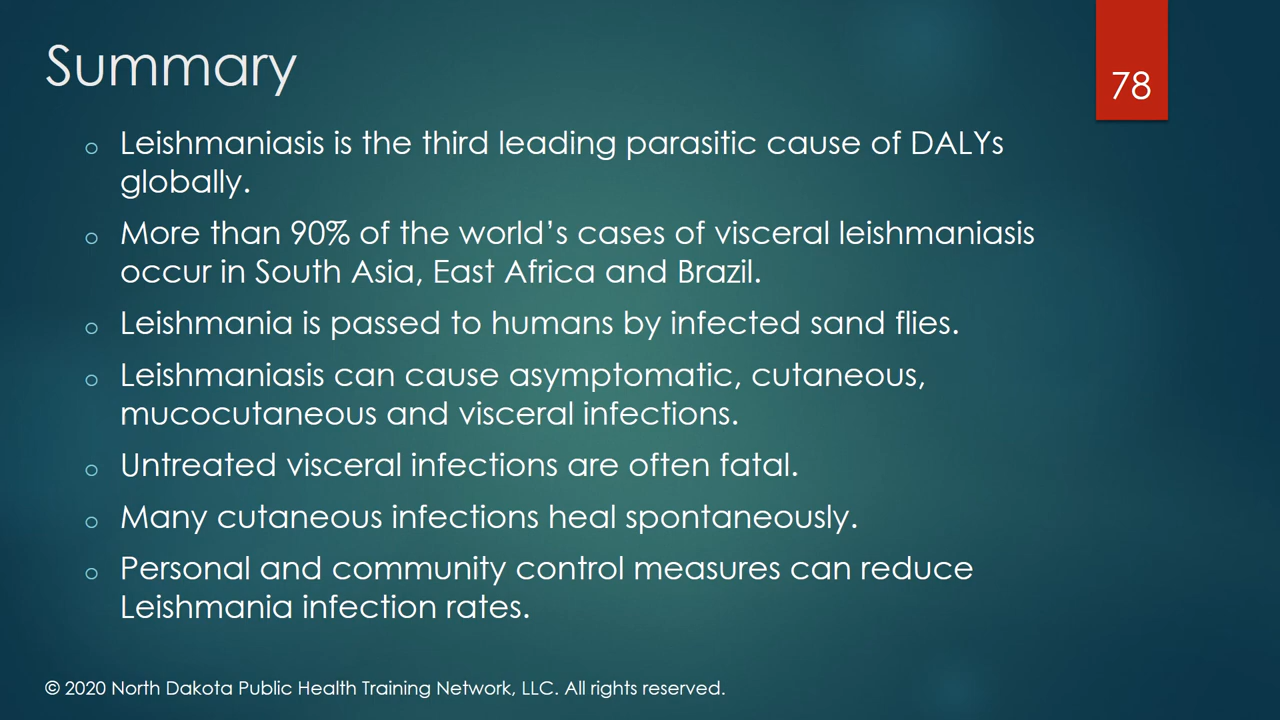 Summary
78
o Leishmaniasis is the third leading parasitic cause of DALYs
globally.
o More than 90% of the world’s cases of visceral leishmaniasis
occur in South Asia, East Africa and Brazil.
o Leishmania is passed to humans by infected sand flies.
o Leishmaniasis can cause asymptomatic, cutaneous,
mucocutaneous and visceral infections.
o Untreated visceral infections are often fatal.
o Many cutaneous infections heal spontaneously.
o Personal and community control measures can reduce
Leishmania infection rates.
© 2020 North Dakota Public Health Training Network, LLC. All rights reserved.